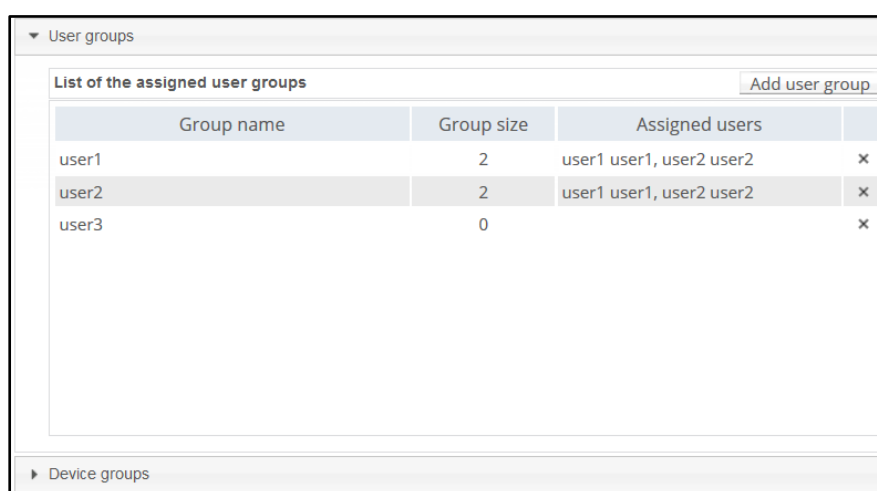 User groups
List of the assigned user groups Add user group
Group name Group size Assigned users
user1 2 user1 user1, user2 user2
user2 2 user1 user1, user2 user2
user3 0
Device groups